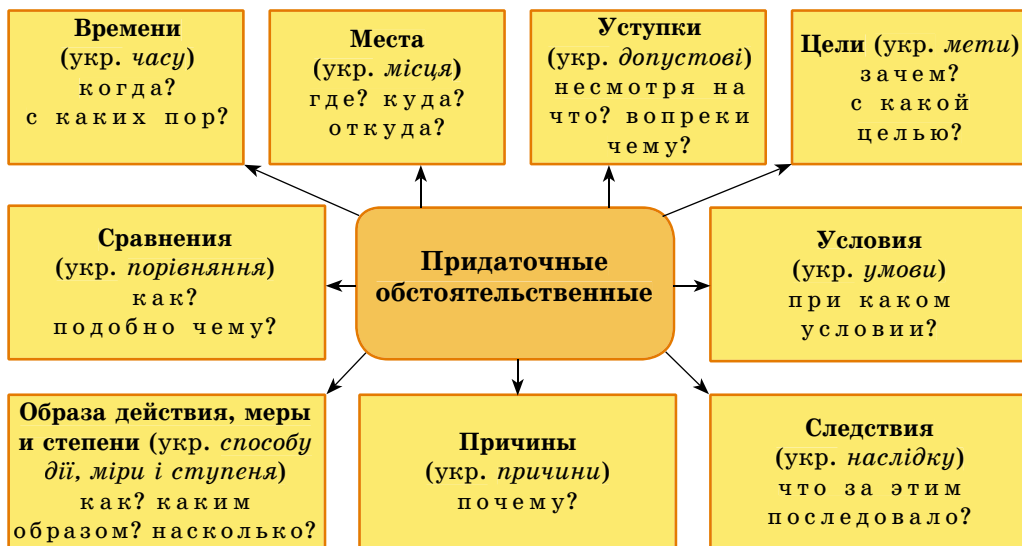 Времени
(укр. часу)
когда?
с каких пор?
Места
(укр. місця)
где? куда?
откуда?
Уступки
(укр. допустові)
несмотря на
что? вопреки
чему?
Цели (укр. мети)
зачем?
с какой
целью?
Сравнения
(укр. порівняння)
как?
подобно чему?
Придаточные
обстоятельственные
Условия
(укр. умови)
при каком
условии?
Образа действия, меры
и степени (укр. способу
дії, міри і ступеня)
как? каким
образом? насколько?
Причины
(укр. причини)
почему?
Следствия
(укр. наслідку)
что за этим
последовало?